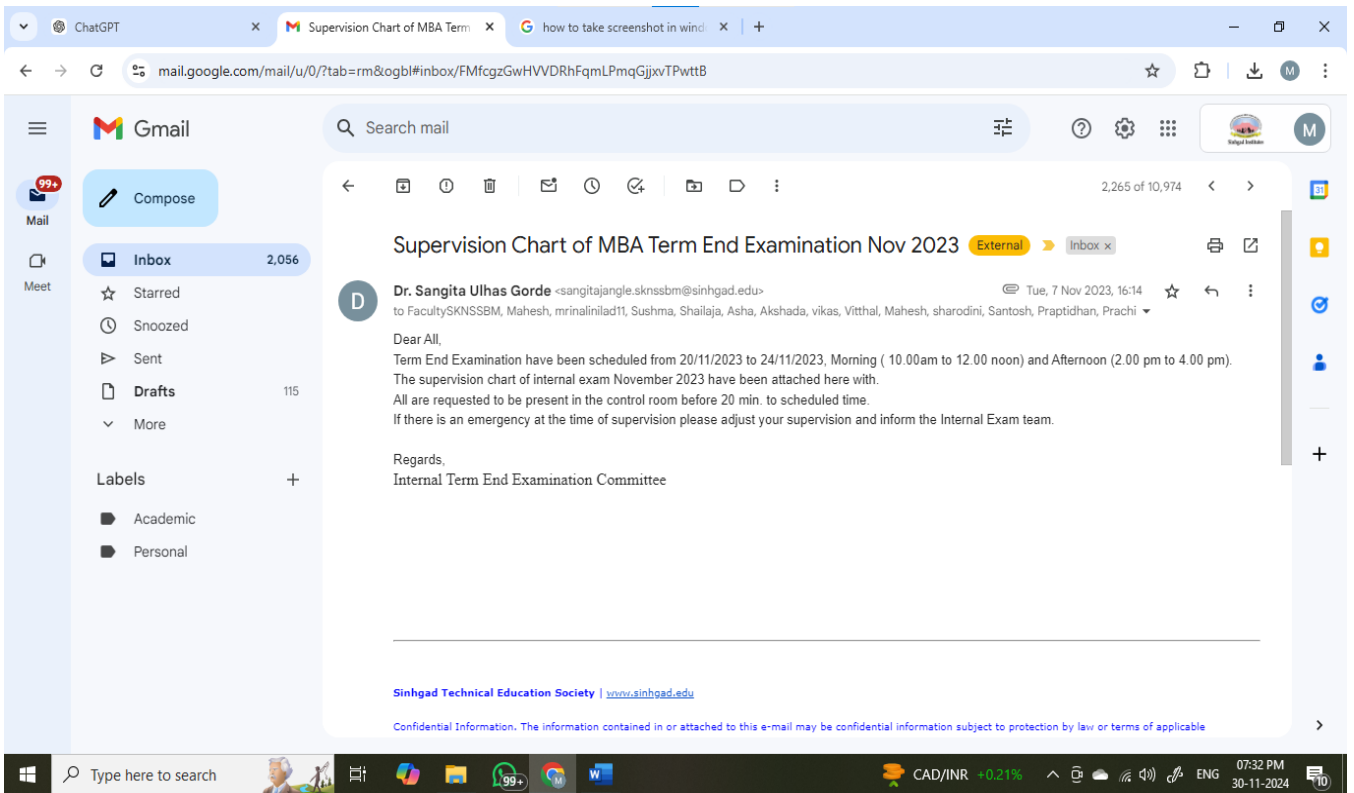 ChatGPT
Supervision Chart of MBA Term
how to take screenshot in wind
mail.google.com/mail/u/0/?tab=rm&ogbl#inbox/FMfcgzGwHVVDRhFqmLPmqGjjxvTPwttB
M
Gmail
Search mail
Sinhgad Institutes
M
99+
Mail
Meet
Compose
Inbox 2,056
Starred
Snoozed
Sent
Drafts 115
More
Labels
Academic
Personal
2,265 of 10,974
31
Supervision Chart of MBA Term End Examination Nov 2023 External Inbox x
D
Dr. Sangita Ulhas Gorde <sangitajangle.sknssbm@sinhgad.edu> Tue, 7 Nov 2023, 16:14
to FacultySKNSSBM, Mahesh, mrinalinilad11, Sushma, Shailaja, Asha, Akshada, vikas, Vitthal, Mahesh, sharodini, Santosh, Praptidhan, Prachi
Dear All,
Term End Examination have been scheduled from 20/11/2023 to 24/11/2023, Morning ( 10.00am to 12.00 noon) and Afternoon (2.00 pm to 4.00 pm).
The supervision chart of internal exam November 2023 have been attached here with.
All are requested to be present in the control room before 20 min. to scheduled time.
If there is an emergency at the time of supervision please adjust your supervision and inform the Internal Exam team.
Regards,
Internal Term End Examination Committee
Sinhgad Technical Education Society | www.sinhgad.edu
Confidential Information. The information contained in or attached to this e-mail may be confidential information subject to protection by law or terms of applicable
Type here to search
99+
CAD/INR +0.21%
ENG
07:32 PM
30-11-2024
10